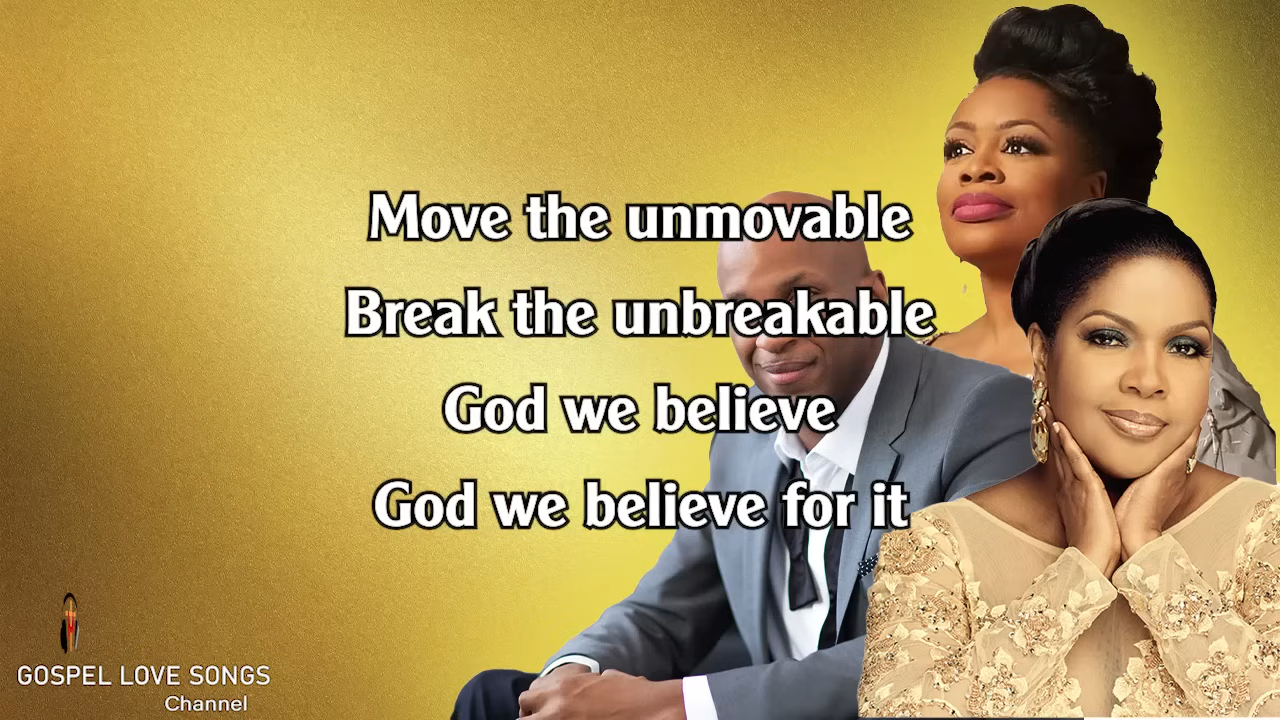 Move the unmovable
Break the unbreakable
God we believe
God we believe for it
GOSPEL LOVE SONGS
Channel